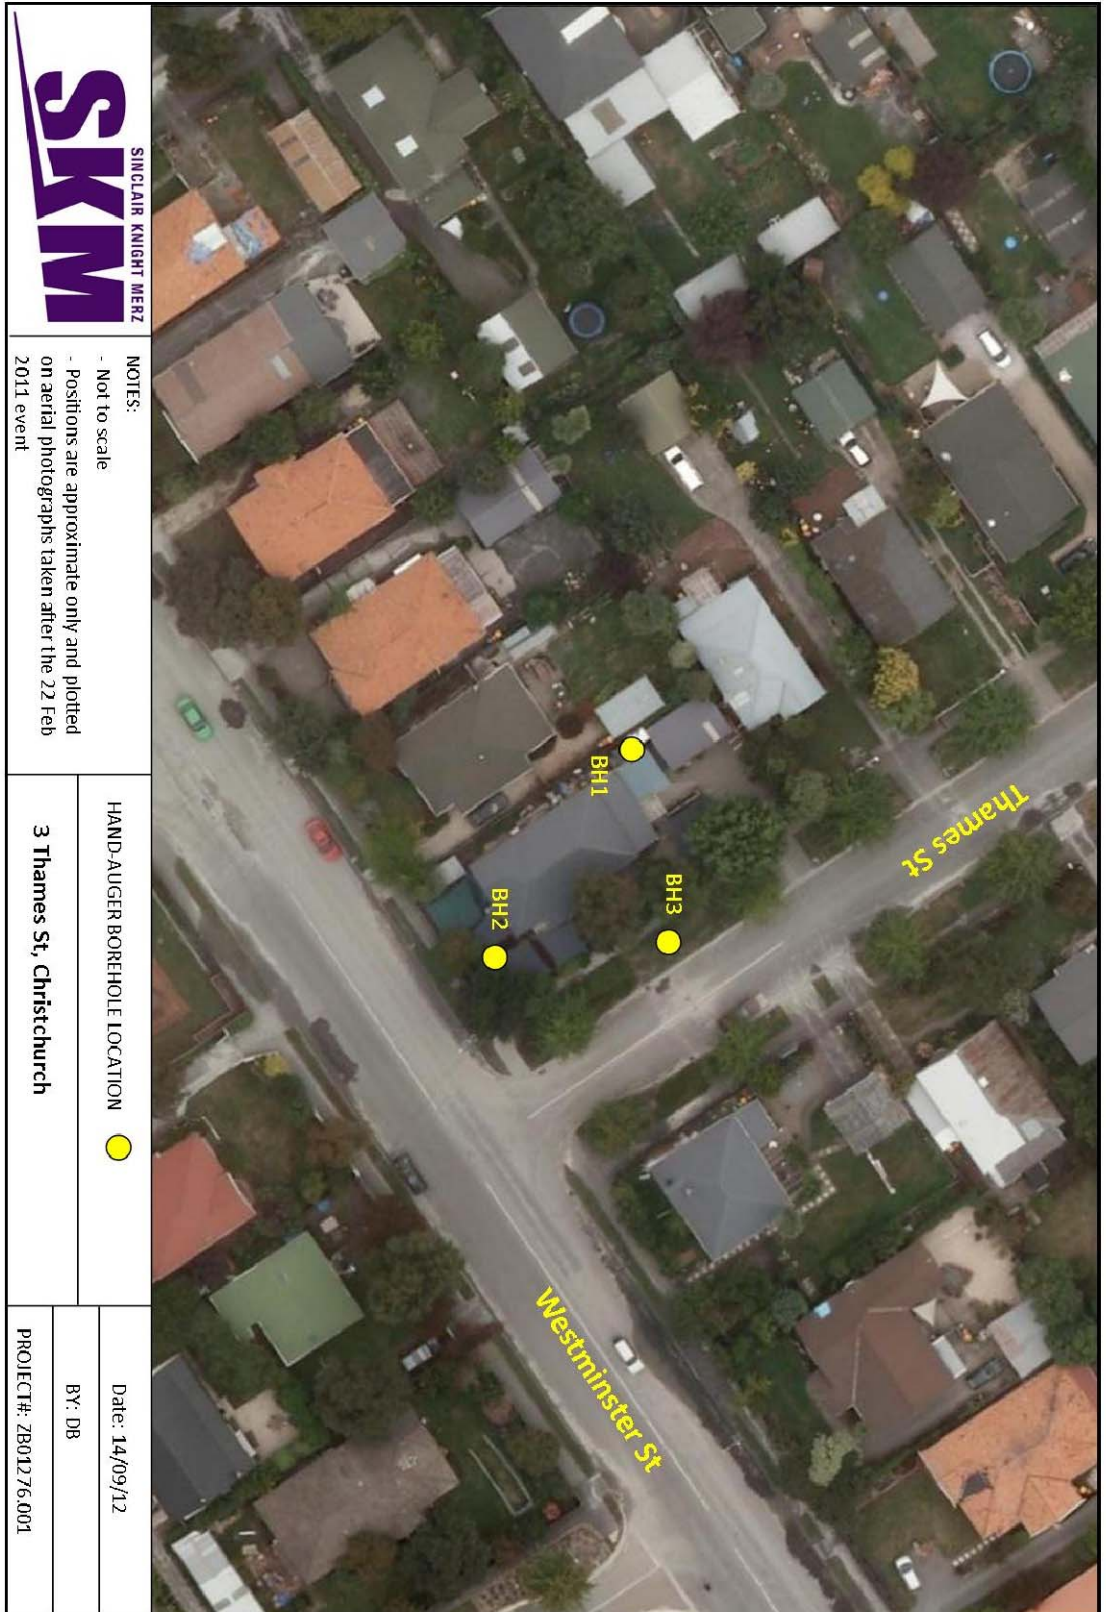 Thames St
BH1
BH3
BH2
Westminster St
SKM
SINCLAIR KNIGHT MERZ
NOTES:
- Not to scale
- Positions are approximate only and plotted
on aerial photographs taken after the 22 Feb
2011 event
HAND-AUGER BOREHOLE LOCATION
3 Thames St, Christchurch
Date: 14/09/12
BY: DB
PROJECT#: ZB01276.001